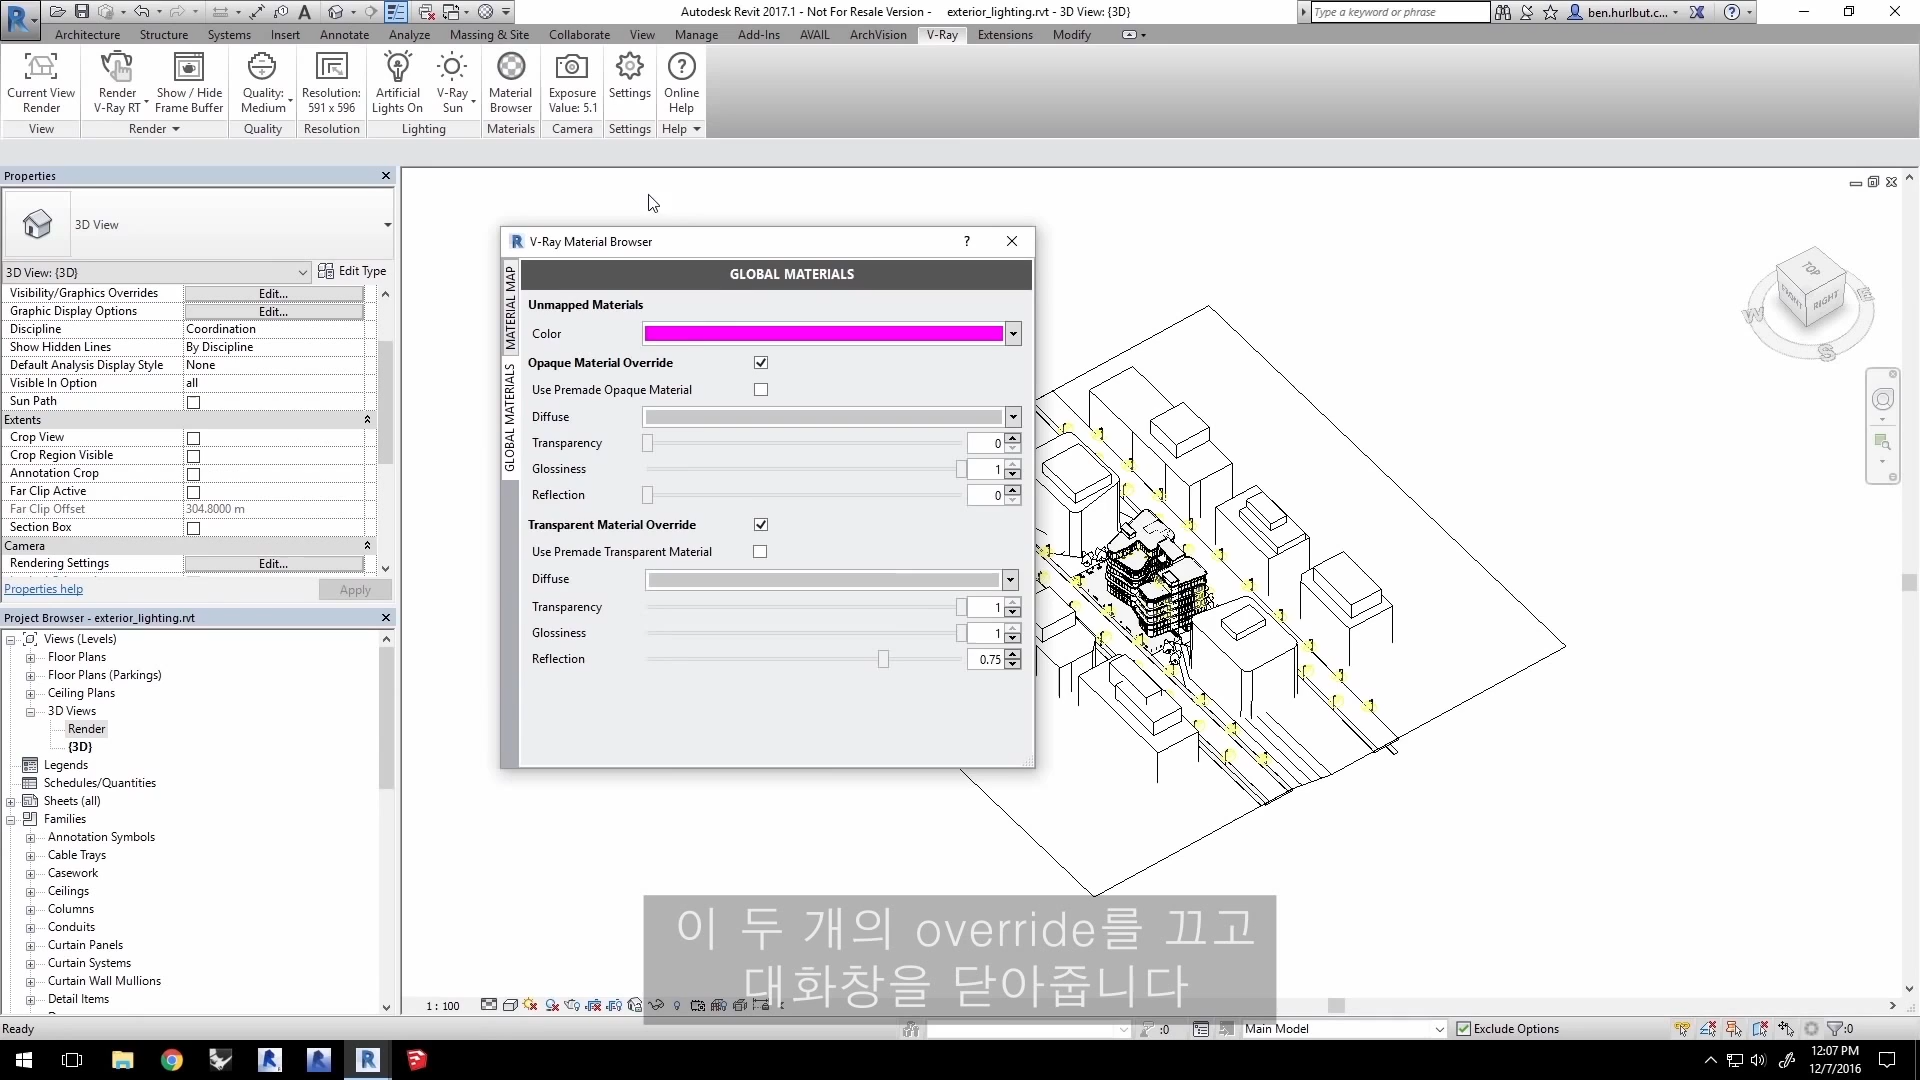 Autodesk Revit 2017.1 - Not For Resale Version - exterior_lighting.rvt - 3D View: {3D}
Type a keyword or phrase
ben.hurlbut.c...
Architecture Structure Systems Insert Annotate Analyze Massing & Site Collaborate View Manage Add-Ins AVAIL ArchVision V-Ray Extensions Modify
Current View Render
Render V-Ray RT
Show / Hide Frame Buffer
Quality: Medium
Resolution: 591 x 596
Artificial Lights On
V-Ray Sun
Material Browser
Exposure Value: 5.1
Settings
Online Help
View Render Quality Resolution Lighting Materials Camera Settings Help
Properties
3D View
3D View: {3D}
Edit Type
Visibility/Graphics Overrides Edit...
Graphic Display Options Edit...
Discipline Coordination
Show Hidden Lines By Discipline
Default Analysis Display Style None
Visible In Option all
Sun Path
Extents
Crop View
Crop Region Visible
Annotation Crop
Far Clip Active
Far Clip Offset 304.8000 m
Section Box
Camera
Rendering Settings Edit...
Properties help
Apply
Project Browser - exterior_lighting.rvt
Views (Levels)
Floor Plans
Floor Plans (Parkings)
Ceiling Plans
3D Views
Render
{3D}
Legends
Schedules/Quantities
Sheets (all)
Families
Annotation Symbols
Cable Trays
Casework
Ceilings
Columns
Conduits
Curtain Panels
Curtain Systems
Curtain Wall Mullions
Detail Items
V-Ray Material Browser
?
MATERIAL MAP
GLOBAL MATERIALS
GLOBAL MATERIALS
Unmapped Materials
Color
Opaque Material Override
Use Premade Opaque Material
Diffuse
Transparency 0
Glossiness 1
Reflection 0
Transparent Material Override
Use Premade Transparent Material
Diffuse
Transparency 1
Glossiness 1
Reflection 0.75
TOP
FRONT
RIGHT
W
S
E
이 두 개의 override를 끄고
대화창을 닫아줍니다
1 : 100
Ready
:0
Main Model
Exclude Options
:0
12:07 PM
12/7/2016